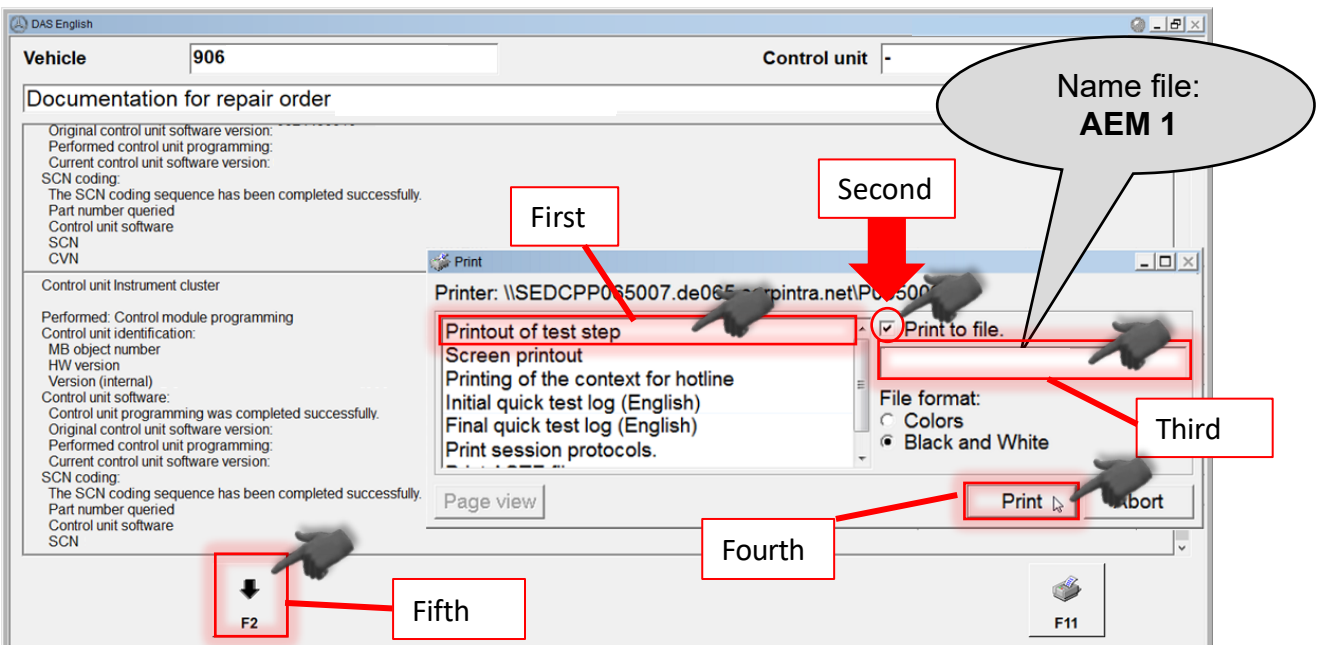 DAS English
Vehicle 906 Control unit -
Name file:
AEM 1
Documentation for repair order
Original control unit software version:
Performed control unit programming:
Current control unit software version:
SCN coding:
The SCN coding sequence has been completed successfully.
Part number queried
Control unit software
SCN
CVN
Control unit Instrument cluster
Performed: Control module programming
Control unit identification:
MB object number
HW version
Version (internal)
Control unit software:
Control unit programming was completed successfully.
Original control unit software version:
Performed control unit programming:
Current control unit software version:
SCN coding:
The SCN coding sequence has been completed successfully.
Part number queried
Control unit software
SCN
First
Second
Print
Printer:
Printout of test step
Screen printout
Printing of the context for hotline
Initial quick test log (English)
Final quick test log (English)
Print session protocols.
Print to file.
File format:
Colors
Black and White
Third
Page view
Print
Abort
Fourth
Fifth
F2
F11